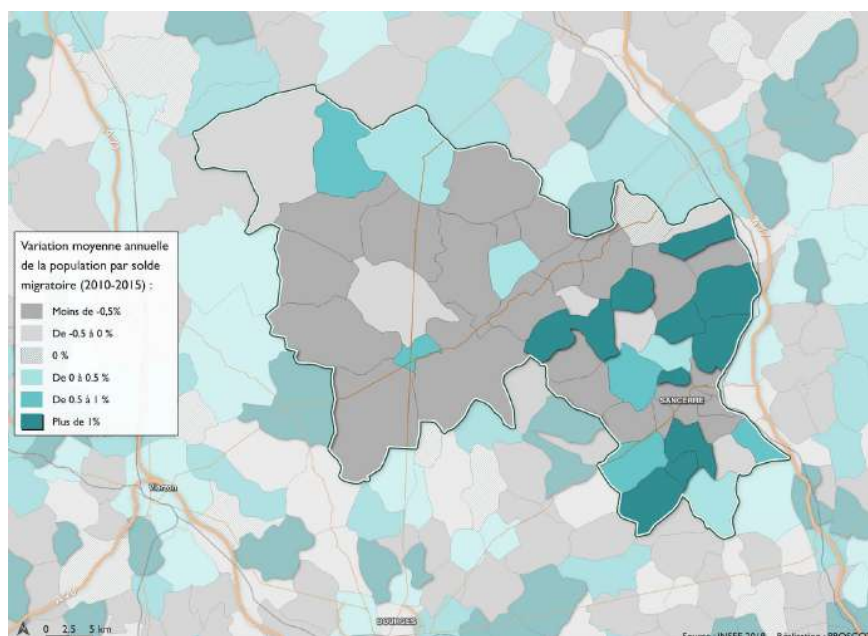 Variation moyenne annuelle
de la population par solde
migratoire (2010-2015) :
Moins de -0,5%
De -0.5 à 0 %
0 %
De 0 à 0.5 %
De 0.5 à 1 %
Plus de 1%
SANCERRE
Vierzon
BOURGES
0 2.5 5 km
Source : INSEE 2018
Réalisation :